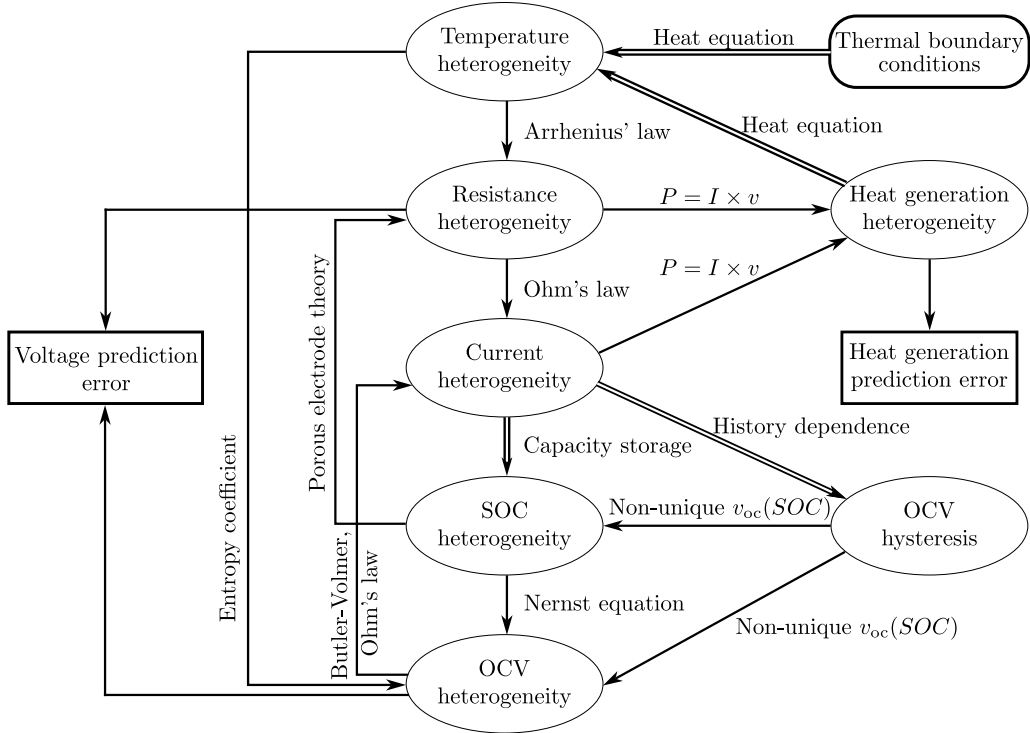 Temperature
heterogeneity
Heat equation
Thermal boundary
conditions
Arrhenius' law
Heat equation
Resistance
heterogeneity
P = I × v
Heat generation
heterogeneity
P = I × v
Ohm's law
Porous electrode theory
Voltage prediction
error
Current
heterogeneity
Heat generation
prediction error
History dependence
Capacity storage
Entropy coefficient
SOC
heterogeneity
Non-unique v_oc(SOC)
OCV
hysteresis
Butler-Volmer,
Ohm's law
Nernst equation
Non-unique v_oc(SOC)
OCV
heterogeneity